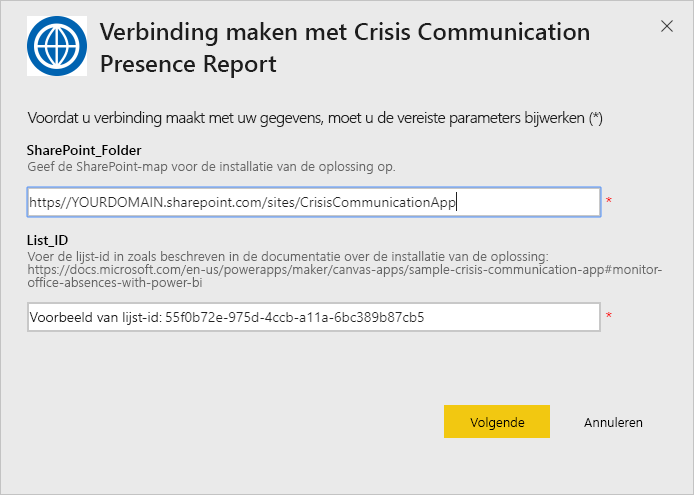 Verbinding maken met Crisis Communication
Presence Report
Voordat u verbinding maakt met uw gegevens, moet u de vereiste parameters bijwerken (*)
SharePoint_Folder
Geef de SharePoint-map voor de installatie van de oplossing op.
https//YOURDOMAIN.sharepoint.com/sites/CrisisCommunicationApp
*
List_ID
Voer de lijst-id in zoals beschreven in de documentatie over de installatie van de oplossing:
https://docs.microsoft.com/en-us/powerapps/maker/canvas-apps/sample-crisis-communication-app#monitor-
office-absences-with-power-bi
Voorbeeld van lijst-id: 55f0b72e-975d-4ccb-a11a-6bc389b87cb5
*
Volgende
Annuleren